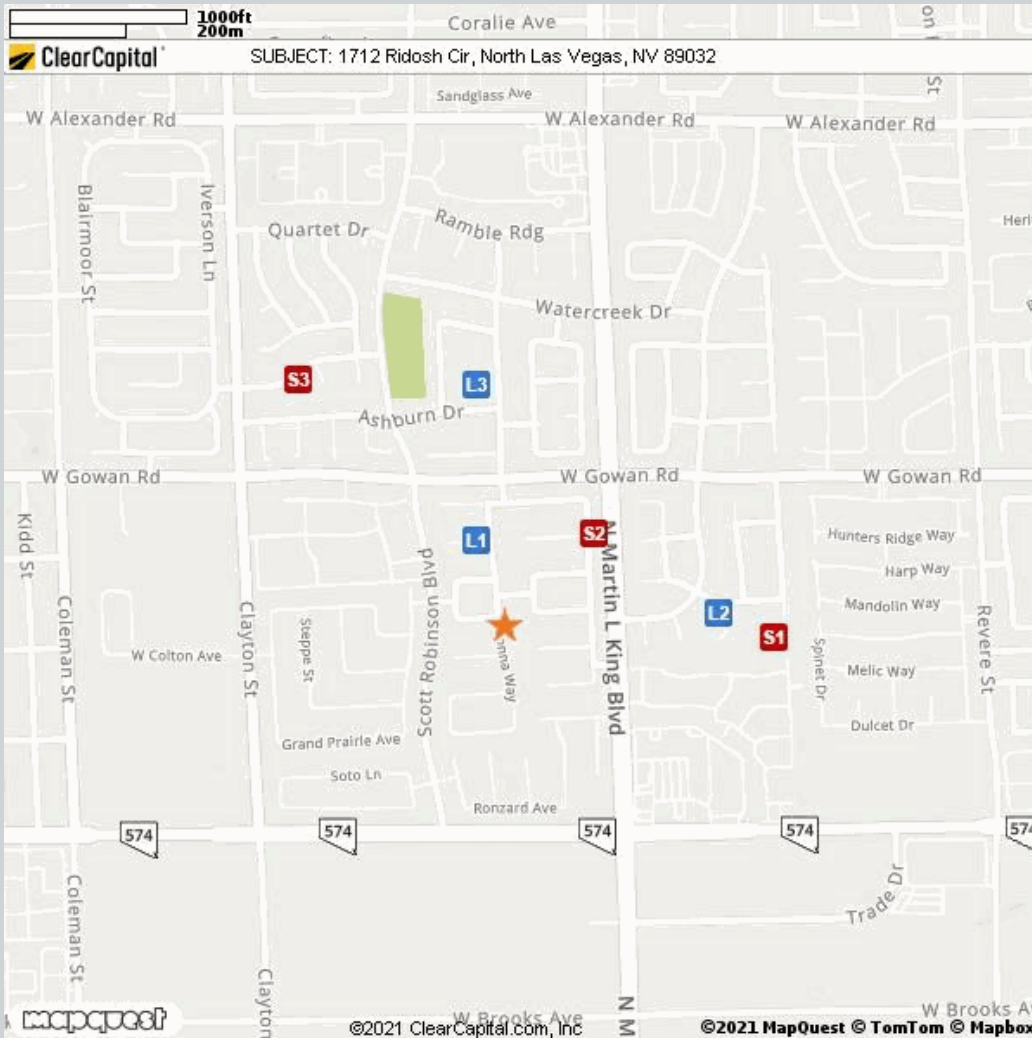 1000ft
200m
Coralie Ave
ClearCapital
SUBJECT: 1712 Ridosh Cir, North Las Vegas, NV 89032
St
Sandglass Ave
W Alexander Rd
W Alexander Rd
W Alexander Rd
Blairmoor St
Iverson Ln
Quartet Dr
Ramble Rdg
Watercreek Dr
S3
L3
Ashburn Dr
W Gowan Rd
W Gowan Rd
W Gowan Rd
Kidd St
L1
S2
N Martin L King Blvd
Hunters Ridge Way
Harp Way
Mandolin Way
Coleman St
Clayton St
Steppe St
Scott Robinson Blvd
onna Way
L2
S1
Spinet Dr
Revere St
W Colton Ave
Melic Way
Dulcet Dr
Grand Prairie Ave
Soto Ln
Ronzard Ave
574
574
574
574
574
Coleman St
Trade Dr
Clayton
N M
W Brooks Ave
W Brooks A
mapquest
©2021 ClearCapital.com, Inc
©2021 MapQuest © TomTom © Mapbox